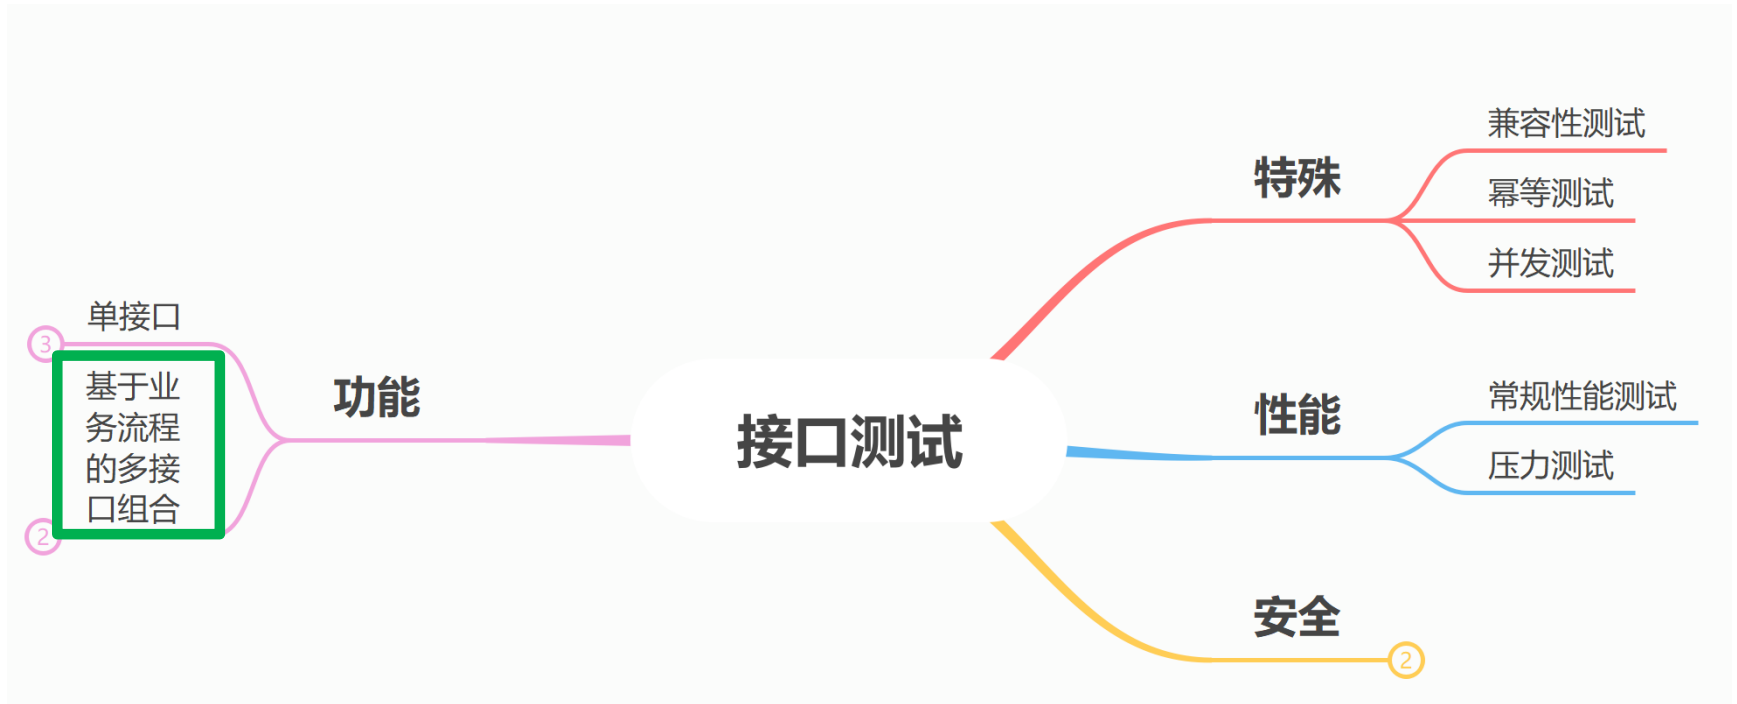 接口测试
特殊
兼容性测试
幂等测试
并发测试
性能
常规性能测试
压力测试
安全
2
功能
单接口
3
基于业
务流程
的多接
口组合
2